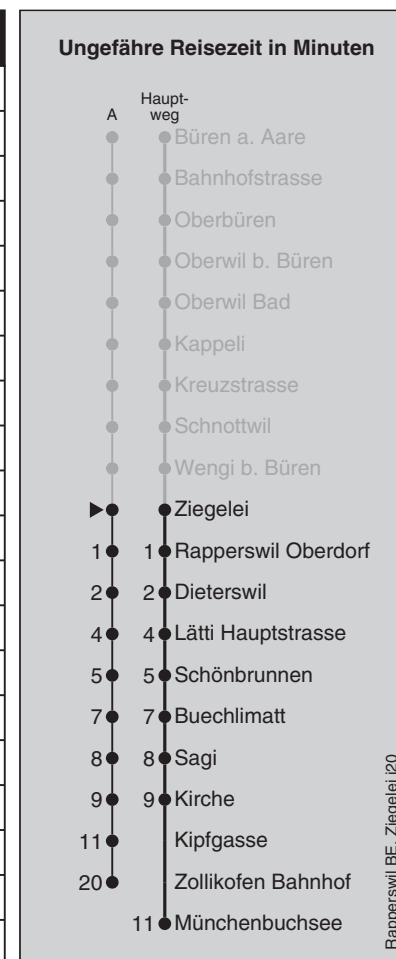 Ungefähre Reisezeit in Minuten
A
Haupt-
weg
Büren a. Aare
Bahnhofstrasse
Oberbüren
Oberwil b. Büren
Oberwil Bad
Kappeli
Kreuzstrasse
Schnottwil
Wengi b. Büren
Ziegelei
1 1 Rapperswil Oberdorf
2 2 Dieterswil
4 4 Lätti Hauptstrasse
5 5 Schönbrunnen
7 7 Buechlimatt
8 8 Sagi
9 9 Kirche
11 Kipfgasse
20 Zollikofen Bahnhof
11 Münchenbuchsee
Rapperswil BE, Ziegelei j20